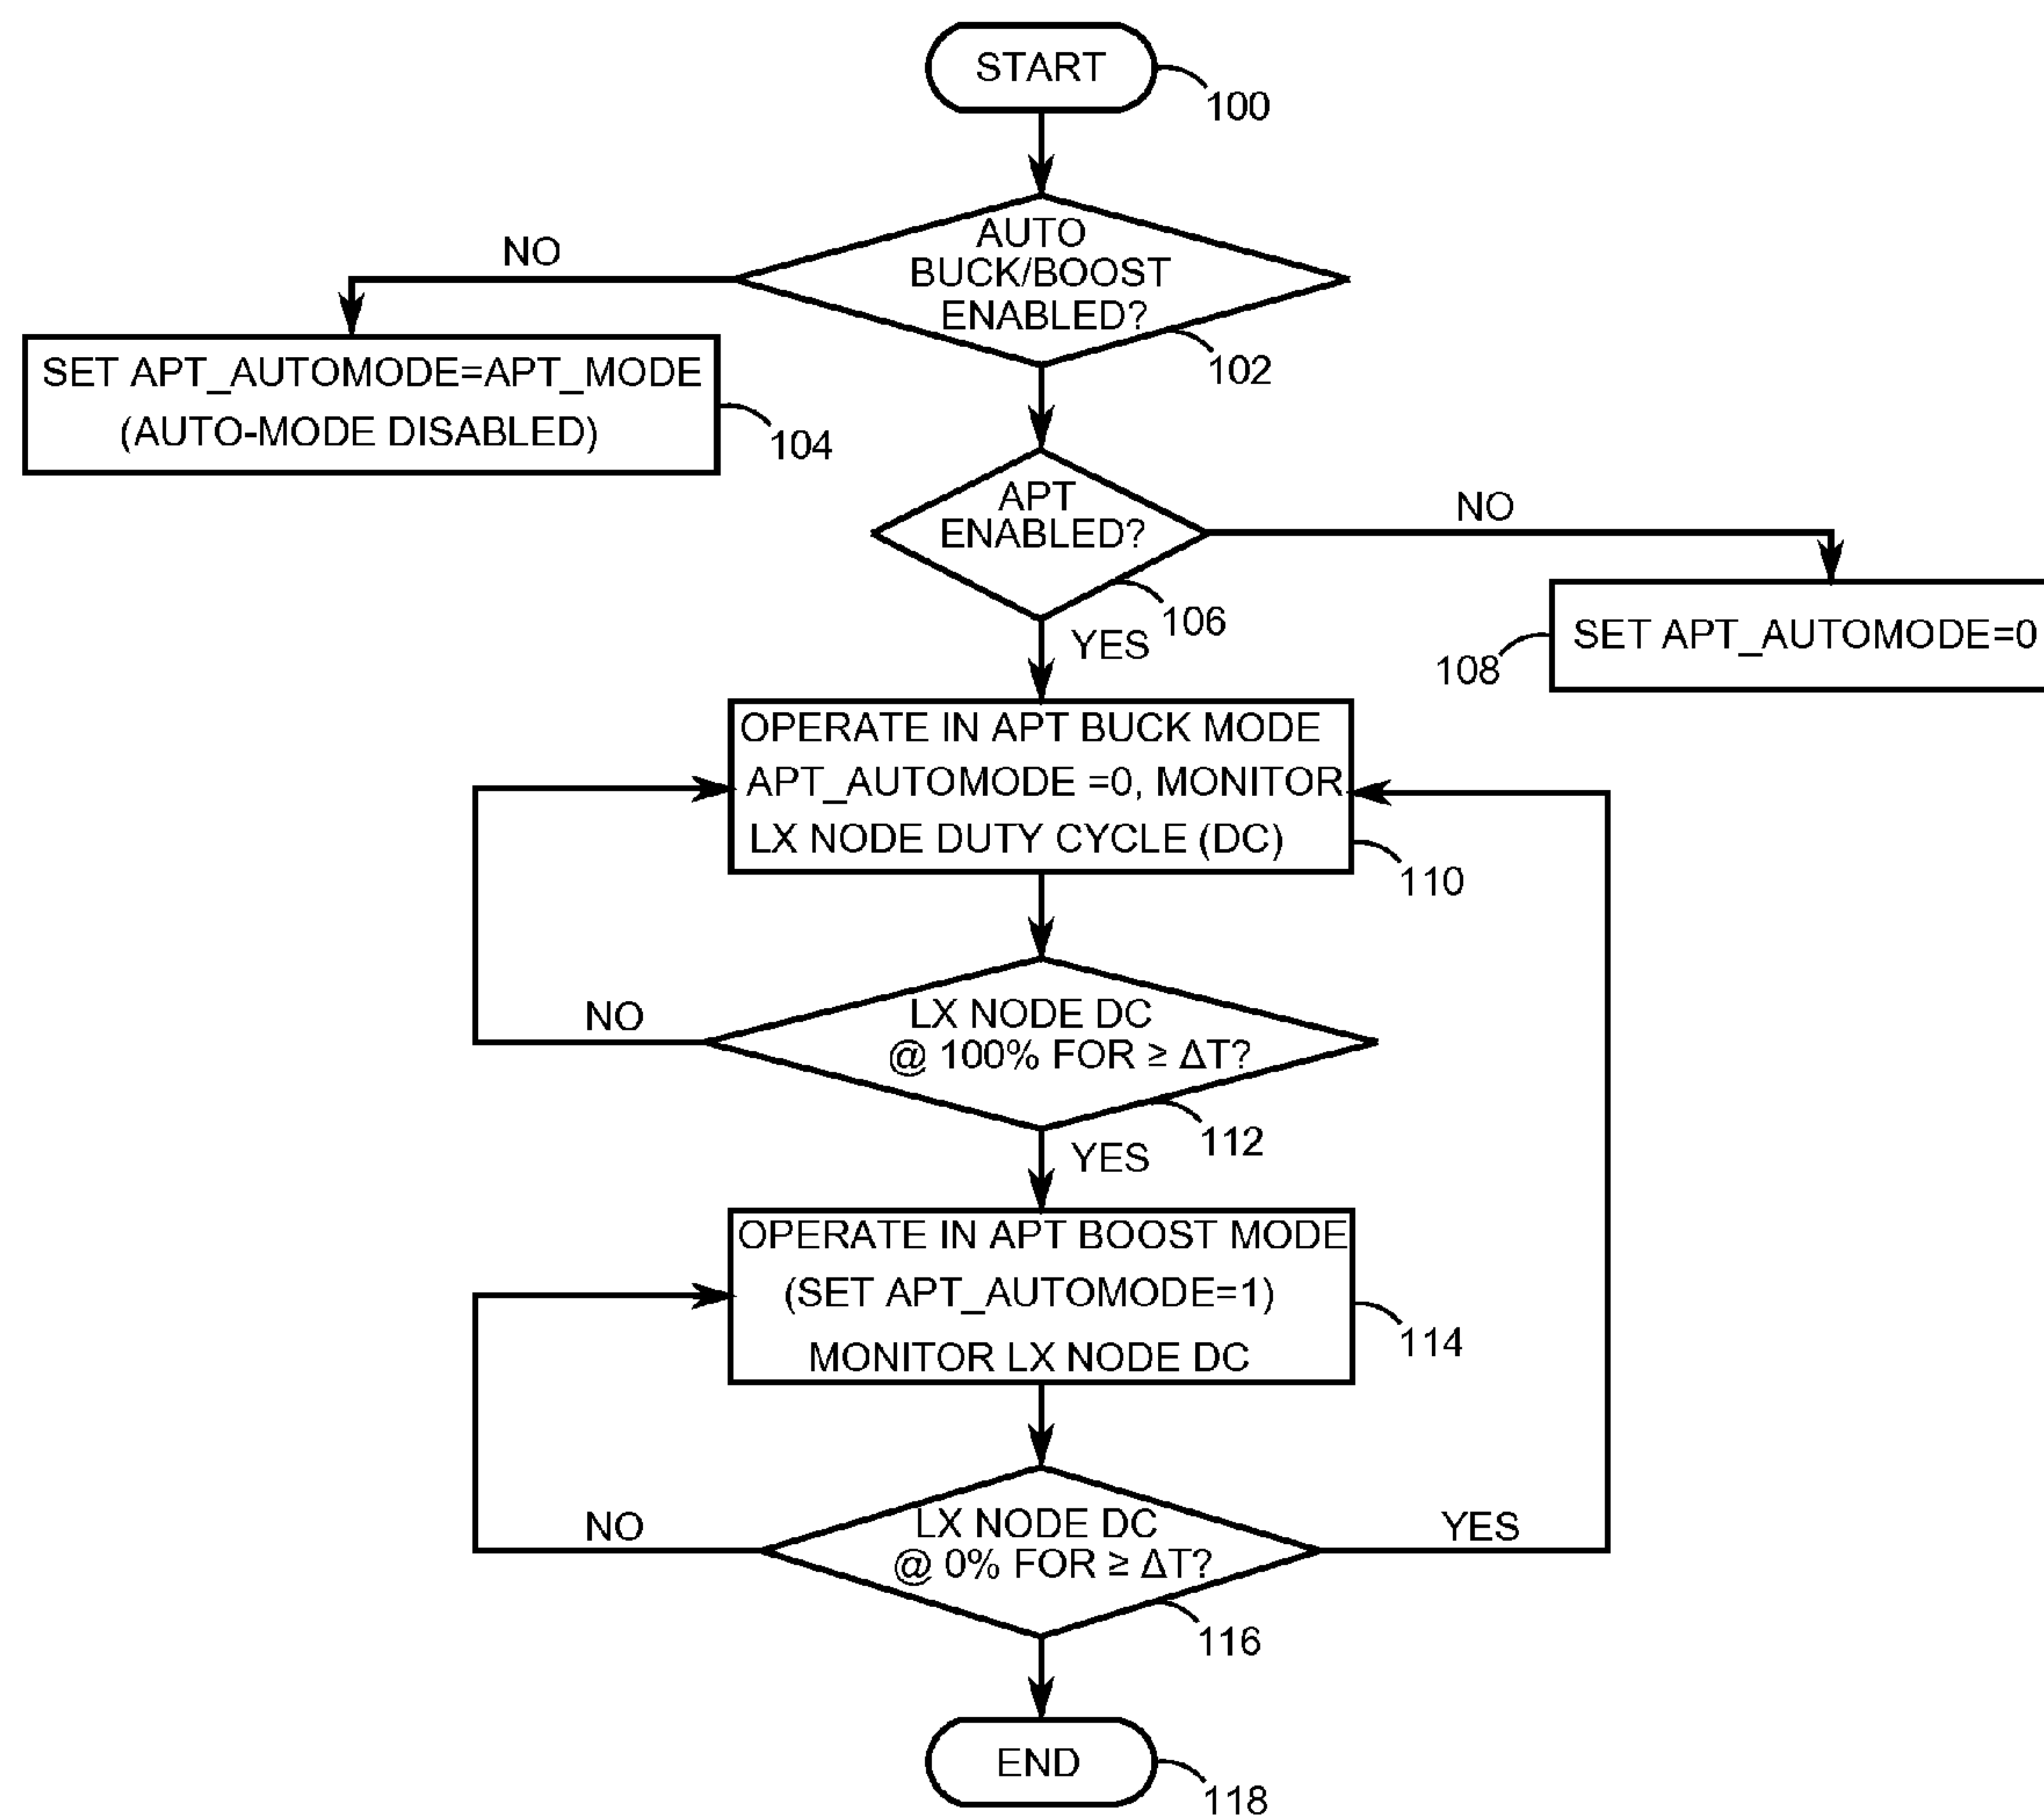 START
100
AUTO
BUCK/BOOST
ENABLED?
102
NO
SET APT_AUTOMODE=APT_MODE
(AUTO-MODE DISABLED)
104
APT
ENABLED?
106
NO
SET APT_AUTOMODE=0
108
YES
OPERATE IN APT BUCK MODE
APT_AUTOMODE =0, MONITOR
LX NODE DUTY CYCLE (DC)
110
LX NODE DC
@ 100% FOR ≥ ΔT?
112
NO
YES
OPERATE IN APT BOOST MODE
(SET APT_AUTOMODE=1)
MONITOR LX NODE DC
114
LX NODE DC
@ 0% FOR ≥ ΔT?
116
NO
YES
END
118